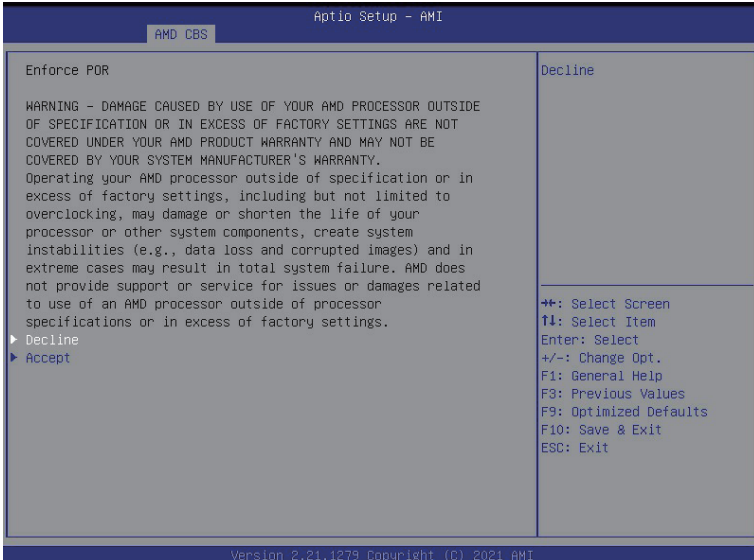 Aptio Setup – AMI
AMD CBS
Enforce POR
WARNING – DAMAGE CAUSED BY USE OF YOUR AMD PROCESSOR OUTSIDE
OF SPECIFICATION OR IN EXCESS OF FACTORY SETTINGS ARE NOT
COVERED UNDER YOUR AMD PRODUCT WARRANTY AND MAY NOT BE
COVERED BY YOUR SYSTEM MANUFACTURER'S WARRANTY.
Operating your AMD processor outside of specification or in
excess of factory settings, including but not limited to
overclocking, may damage or shorten the life of your
processor or other system components, create system
instabilities (e.g., data loss and corrupted images) and in
extreme cases may result in total system failure. AMD does
not provide support or service for issues or damages related
to use of an AMD processor outside of processor
specifications or in excess of factory settings.
Decline
Accept
Decline
→←: Select Screen
↑↓: Select Item
Enter: Select
+/-: Change Opt.
F1: General Help
F3: Previous Values
F9: Optimized Defaults
F10: Save & Exit
ESC: Exit
Version 2.21.1279 Copyright (C) 2021 AMI